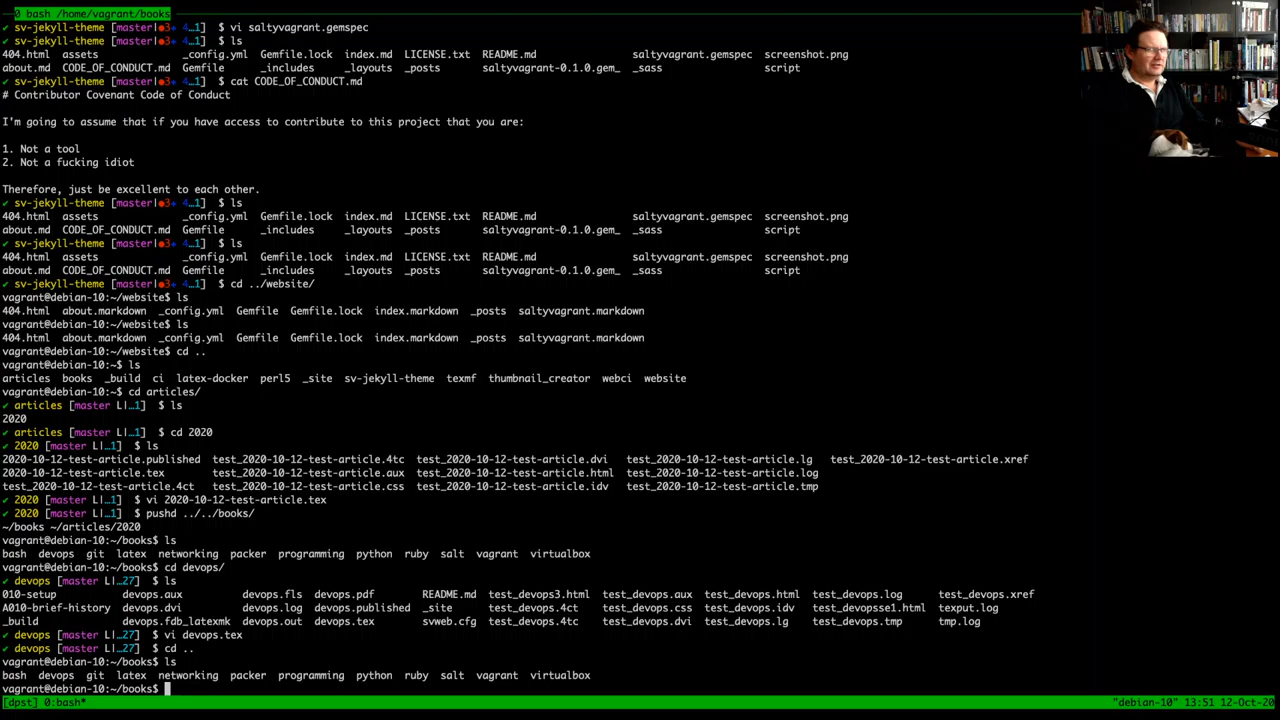 0 bash /home/vagrant/books
✔ sv-jekyll-theme [master|●3✚ 4…1] $ vi saltyvagrant.gemspec
✔ sv-jekyll-theme [master|●3✚ 4…1] $ ls
404.html assets _config.yml Gemfile.lock index.md LICENSE.txt README.md saltyvagrant.gemspec screenshot.png
about.md CODE_OF_CONDUCT.md Gemfile _includes _layouts _posts saltyvagrant-0.1.0.gem_ _sass script
✔ sv-jekyll-theme [master|●3✚ 4…1] $ cat CODE_OF_CONDUCT.md
# Contributor Covenant Code of Conduct
I'm going to assume that if you have access to contribute to this project that you are:
1. Not a tool
2. Not a fucking idiot
Therefore, just be excellent to each other.
✔ sv-jekyll-theme [master|●3✚ 4…1] $ ls
404.html assets _config.yml Gemfile.lock index.md LICENSE.txt README.md saltyvagrant.gemspec screenshot.png
about.md CODE_OF_CONDUCT.md Gemfile _includes _layouts _posts saltyvagrant-0.1.0.gem_ _sass script
✔ sv-jekyll-theme [master|●3✚ 4…1] $ ls
404.html assets _config.yml Gemfile.lock index.md LICENSE.txt README.md saltyvagrant.gemspec screenshot.png
about.md CODE_OF_CONDUCT.md Gemfile _includes _layouts _posts saltyvagrant-0.1.0.gem_ _sass script
✔ sv-jekyll-theme [master|●3✚ 4…1] $ cd ../website/
vagrant@debian-10:~/website$ ls
404.html about.markdown _config.yml Gemfile Gemfile.lock index.markdown _posts saltyvagrant.markdown
vagrant@debian-10:~/website$ ls
404.html about.markdown _config.yml Gemfile Gemfile.lock index.markdown _posts saltyvagrant.markdown
vagrant@debian-10:~/website$ cd ..
vagrant@debian-10:~$ ls
articles books _build ci latex-docker perl5 _site sv-jekyll-theme texmf thumbnail_creator webci website
vagrant@debian-10:~$ cd articles/
✔ articles [master L|…1] $ ls
2020
✔ articles [master L|…1] $ cd 2020
✔ 2020 [master L|…1] $ ls
2020-10-12-test-article.published test_2020-10-12-test-article.4tc test_2020-10-12-test-article.dvi test_2020-10-12-test-article.lg test_2020-10-12-test-article.xref
2020-10-12-test-article.tex test_2020-10-12-test-article.aux test_2020-10-12-test-article.html test_2020-10-12-test-article.log
test_2020-10-12-test-article.4ct test_2020-10-12-test-article.css test_2020-10-12-test-article.idv test_2020-10-12-test-article.tmp
✔ 2020 [master L|…1] $ vi 2020-10-12-test-article.tex
✔ 2020 [master L|…1] $ pushd ../../books/
~/books ~/articles/2020
vagrant@debian-10:~/books$ ls
bash devops git latex networking packer programming python ruby salt vagrant virtualbox
vagrant@debian-10:~/books$ cd devops/
✔ devops [master L|…27] $ ls
010-setup devops.aux devops.fls devops.pdf README.md test_devops3.html test_devops.aux test_devops.html test_devops.log test_devops.xref
A010-brief-history devops.dvi devops.log devops.published _site test_devops.4ct test_devops.css test_devops.idv test_devopsse1.html texput.log
_build devops.fdb_latexmk devops.out devops.tex svweb.cfg test_devops.4tc test_devops.dvi test_devops.lg test_devops.tmp tmp.log
✔ devops [master L|…27] $ vi devops.tex
✔ devops [master L|…27] $ cd ..
vagrant@debian-10:~/books$ ls
bash devops git latex networking packer programming python ruby salt vagrant virtualbox
vagrant@debian-10:~/books$
[dpst] 0:bash* "debian-10" 13:51 12-Oct-20